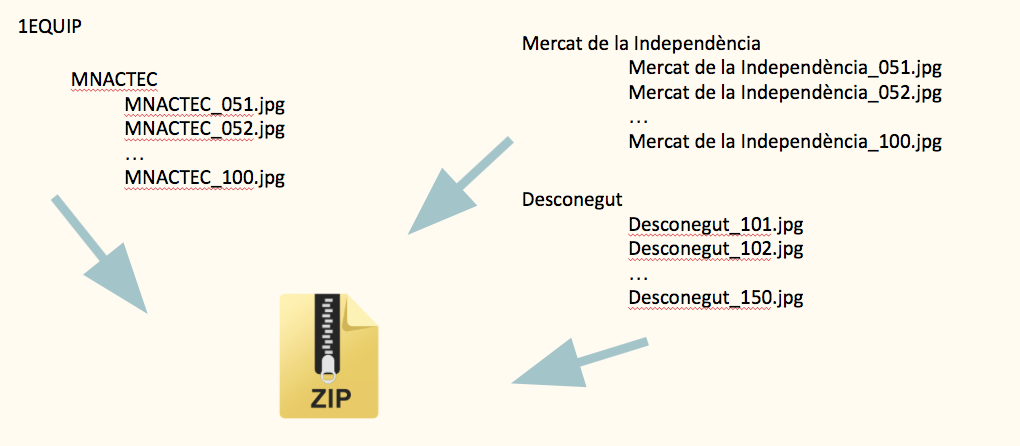 1EQUIP
MNACTEC
MNACTEC_051.jpg
MNACTEC_052.jpg
...
MNACTEC_100.jpg
Mercat de la Independència
Mercat de la Independència_051.jpg
Mercat de la Independència_052.jpg
...
Mercat de la Independència_100.jpg
Desconegut
Desconegut_101.jpg
Desconegut_102.jpg
...
Desconegut_150.jpg
ZIP